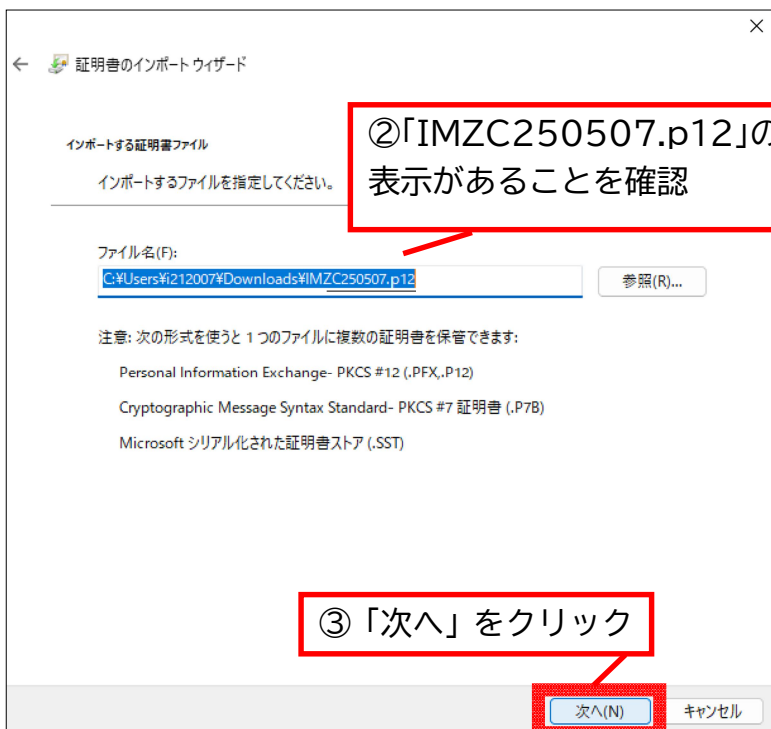 証明書のインポート ウィザード
②「IMZC250507.p12」の
表示があることを確認
インポートする証明書ファイル
インポートするファイルを指定してください。
ファイル名(F):
C:¥Users¥i212007¥Downloads¥IMZC250507.p12
参照(R)...
注意: 次の形式を使うと 1 つのファイルに複数の証明書を保管できます:
Personal Information Exchange- PKCS #12 (.PFX,.P12)
Cryptographic Message Syntax Standard- PKCS #7 証明書 (.P7B)
Microsoft シリアル化された証明書ストア (.SST)
③「次へ」をクリック
次へ(N)
キャンセル